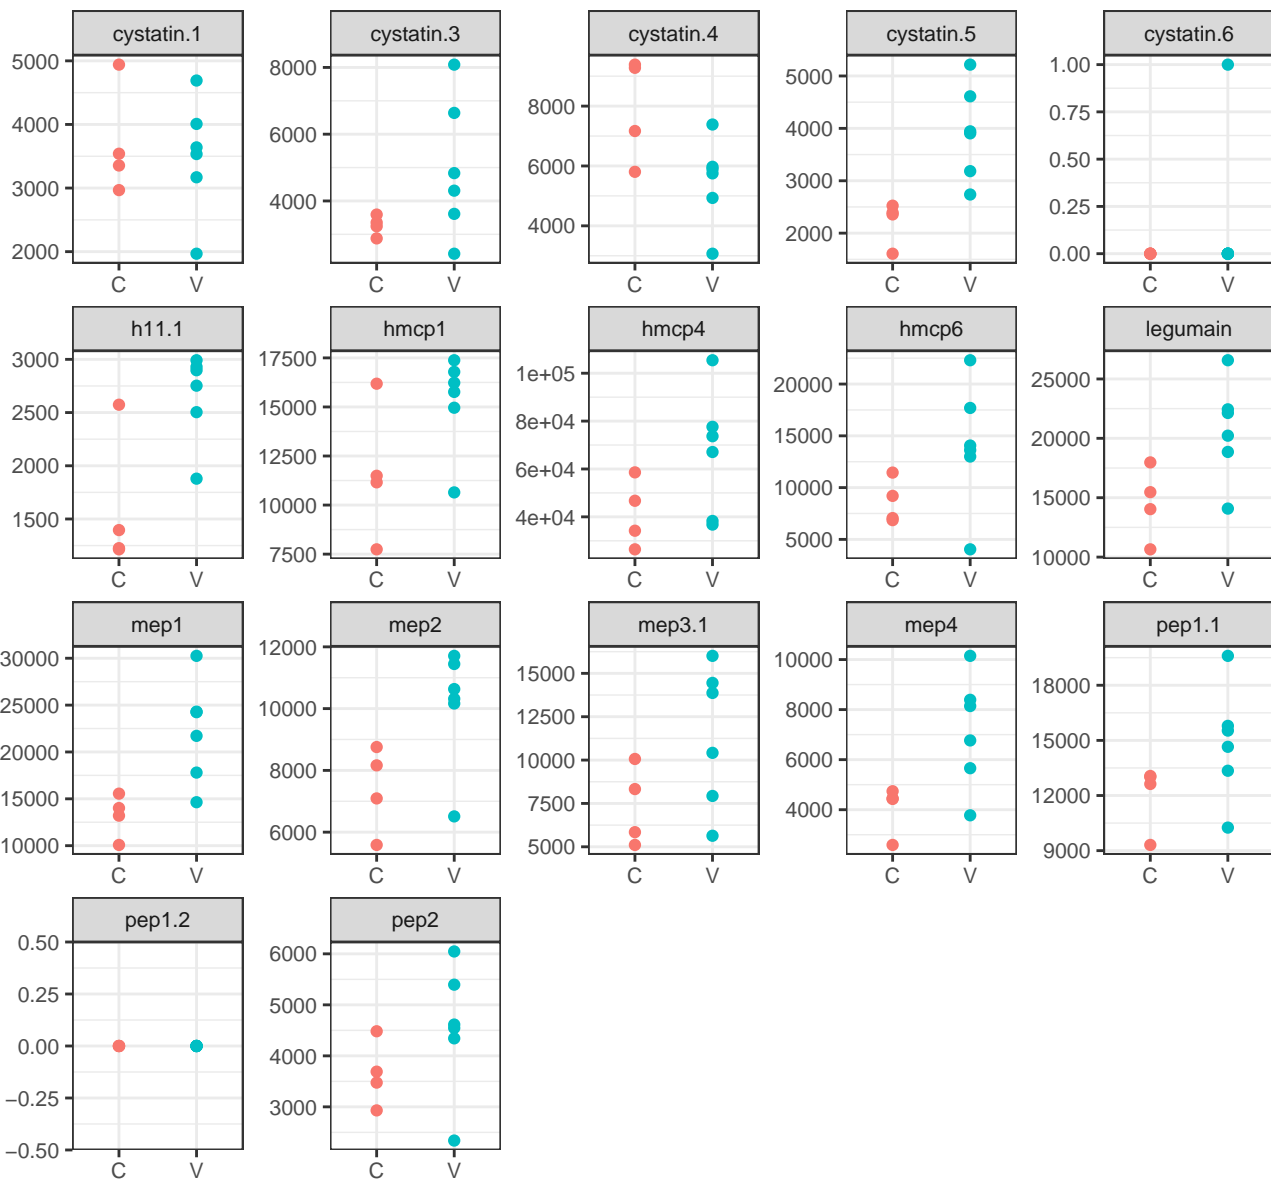 cystatin.1 cystatin.3 cystatin.4 cystatin.5 cystatin.6
5000 4000 3000 2000 C V
8000 6000 4000 C V
8000 6000 4000 C V
5000 4000 3000 2000 C V
1.00 0.75 0.50 0.25 0.00 C V
h11.1 hmcp1 hmcp4 hmcp6 legumain
3000 2500 2000 1500 C V
17500 15000 12500 10000 7500 C V
1e+05 8e+04 6e+04 4e+04 C V
20000 15000 10000 5000 C V
25000 20000 15000 10000 C V
mep1 mep2 mep3.1 mep4 pep1.1
30000 25000 20000 15000 10000 C V
12000 10000 8000 6000 C V
15000 12500 10000 7500 5000 C V
10000 8000 6000 4000 C V
18000 15000 12000 9000 C V
pep1.2 pep2
0.50 0.25 0.00 −0.25 −0.50 C V
6000 5000 4000 3000 C V